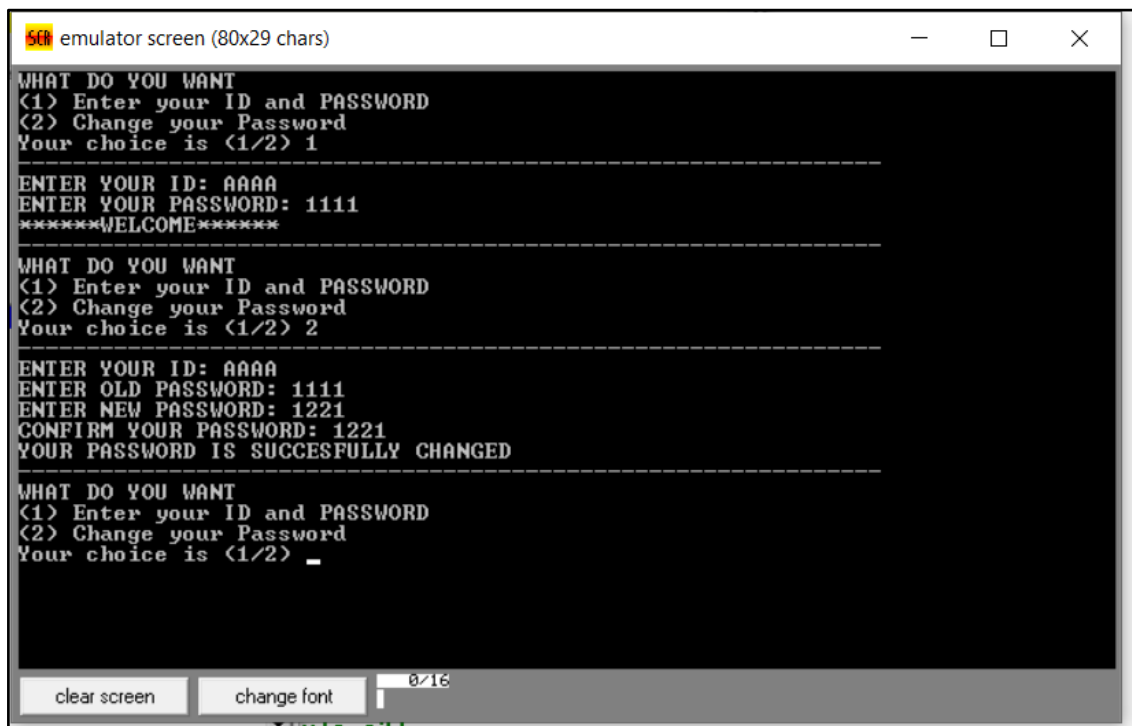 SCR emulator screen (80x29 chars)
WHAT DO YOU WANT
(1) Enter your ID and PASSWORD
(2) Change your Password
Your choice is (1/2) 1
------------------------------------------------------------------
ENTER YOUR ID: AAAA
ENTER YOUR PASSWORD: 1111
******WELCOME******
------------------------------------------------------------------
WHAT DO YOU WANT
(1) Enter your ID and PASSWORD
(2) Change your Password
Your choice is (1/2) 2
------------------------------------------------------------------
ENTER YOUR ID: AAAA
ENTER OLD PASSWORD: 1111
ENTER NEW PASSWORD: 1221
CONFIRM YOUR PASSWORD: 1221
YOUR PASSWORD IS SUCCESFULLY CHANGED
------------------------------------------------------------------
WHAT DO YOU WANT
(1) Enter your ID and PASSWORD
(2) Change your Password
Your choice is (1/2) _
clear screen change font 0/16